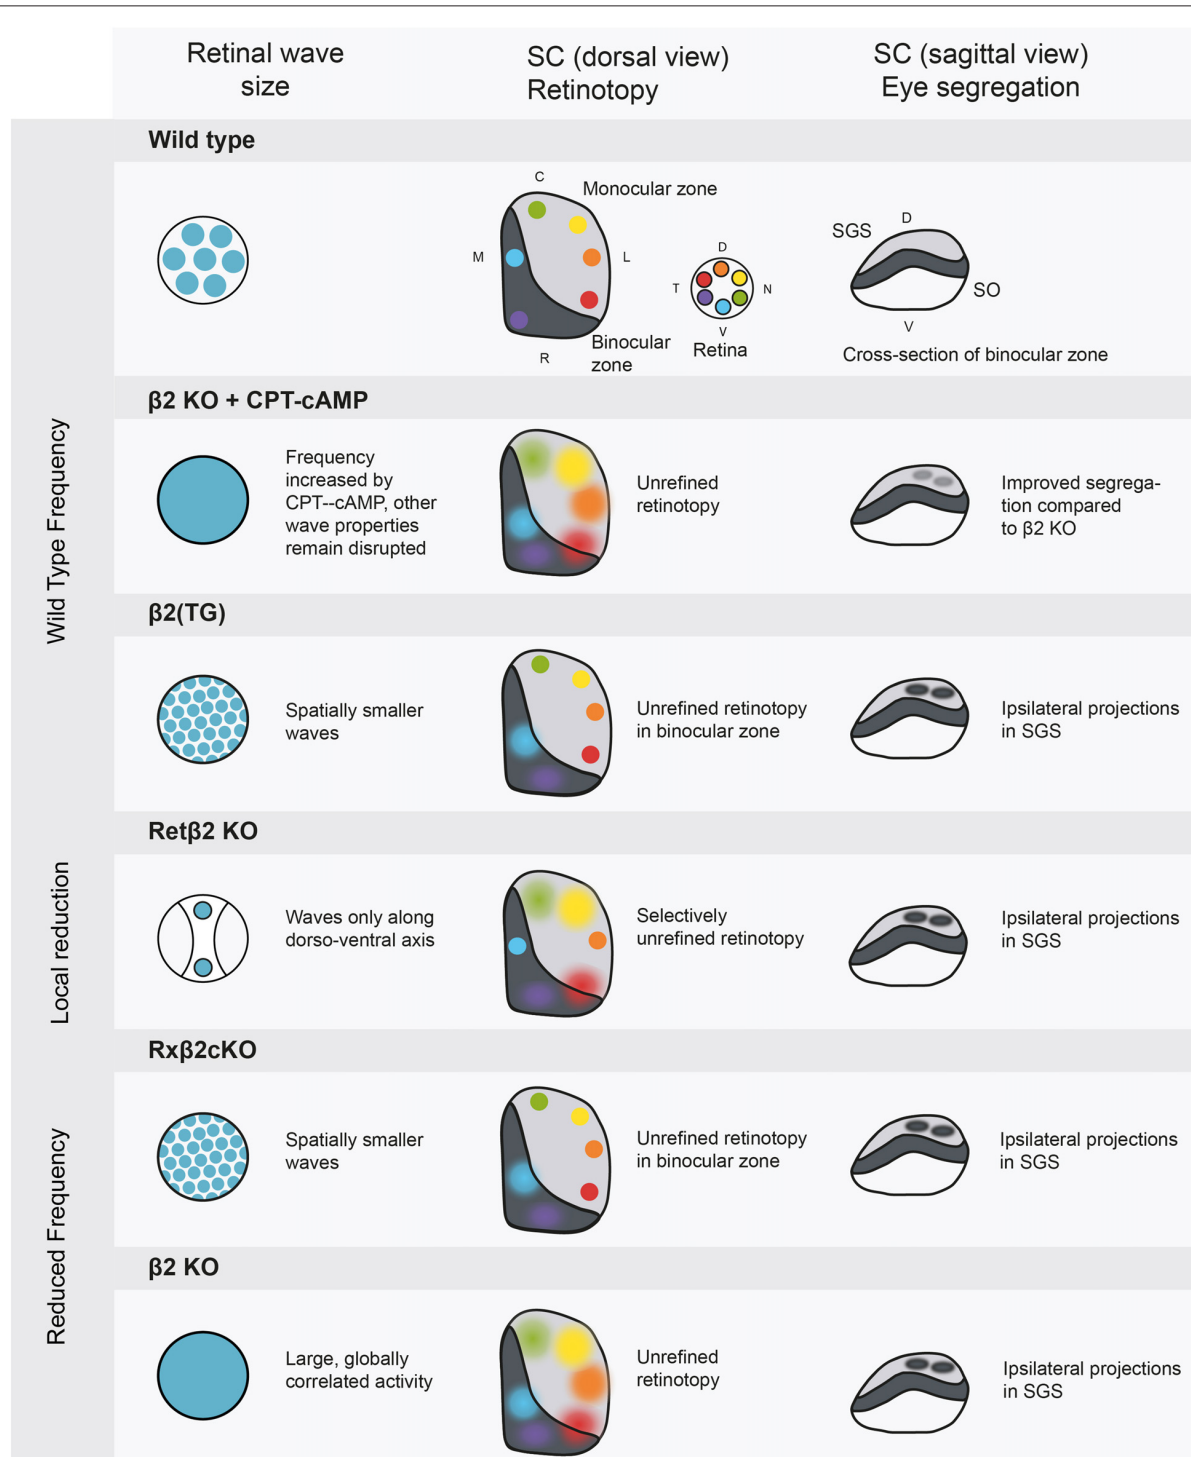 Retinal wave
size
SC (dorsal view)
Retinotopy
SC (sagittal view)
Eye segregation
Wild Type Frequency
Wild type
C
Monocular zone
M
L
R
Binocular
zone
D
T
N
V
Retina
SGS
D
SO
V
Cross-section of binocular zone
β2 KO + CPT-cAMP
Frequency
increased by
CPT--cAMP, other
wave properties
remain disrupted
Unrefined
retinotopy
Improved segrega-
tion compared
to β2 KO
β2(TG)
Spatially smaller
waves
Unrefined retinotopy
in binocular zone
Ipsilateral projections
in SGS
Local reduction
Retβ2 KO
Waves only along
dorso-ventral axis
Selectively
unrefined retinotopy
Ipsilateral projections
in SGS
Reduced Frequency
Rxβ2cKO
Spatially smaller
waves
Unrefined retinotopy
in binocular zone
Ipsilateral projections
in SGS
β2 KO
Large, globally
correlated activity
Unrefined
retinotopy
Ipsilateral projections
in SGS